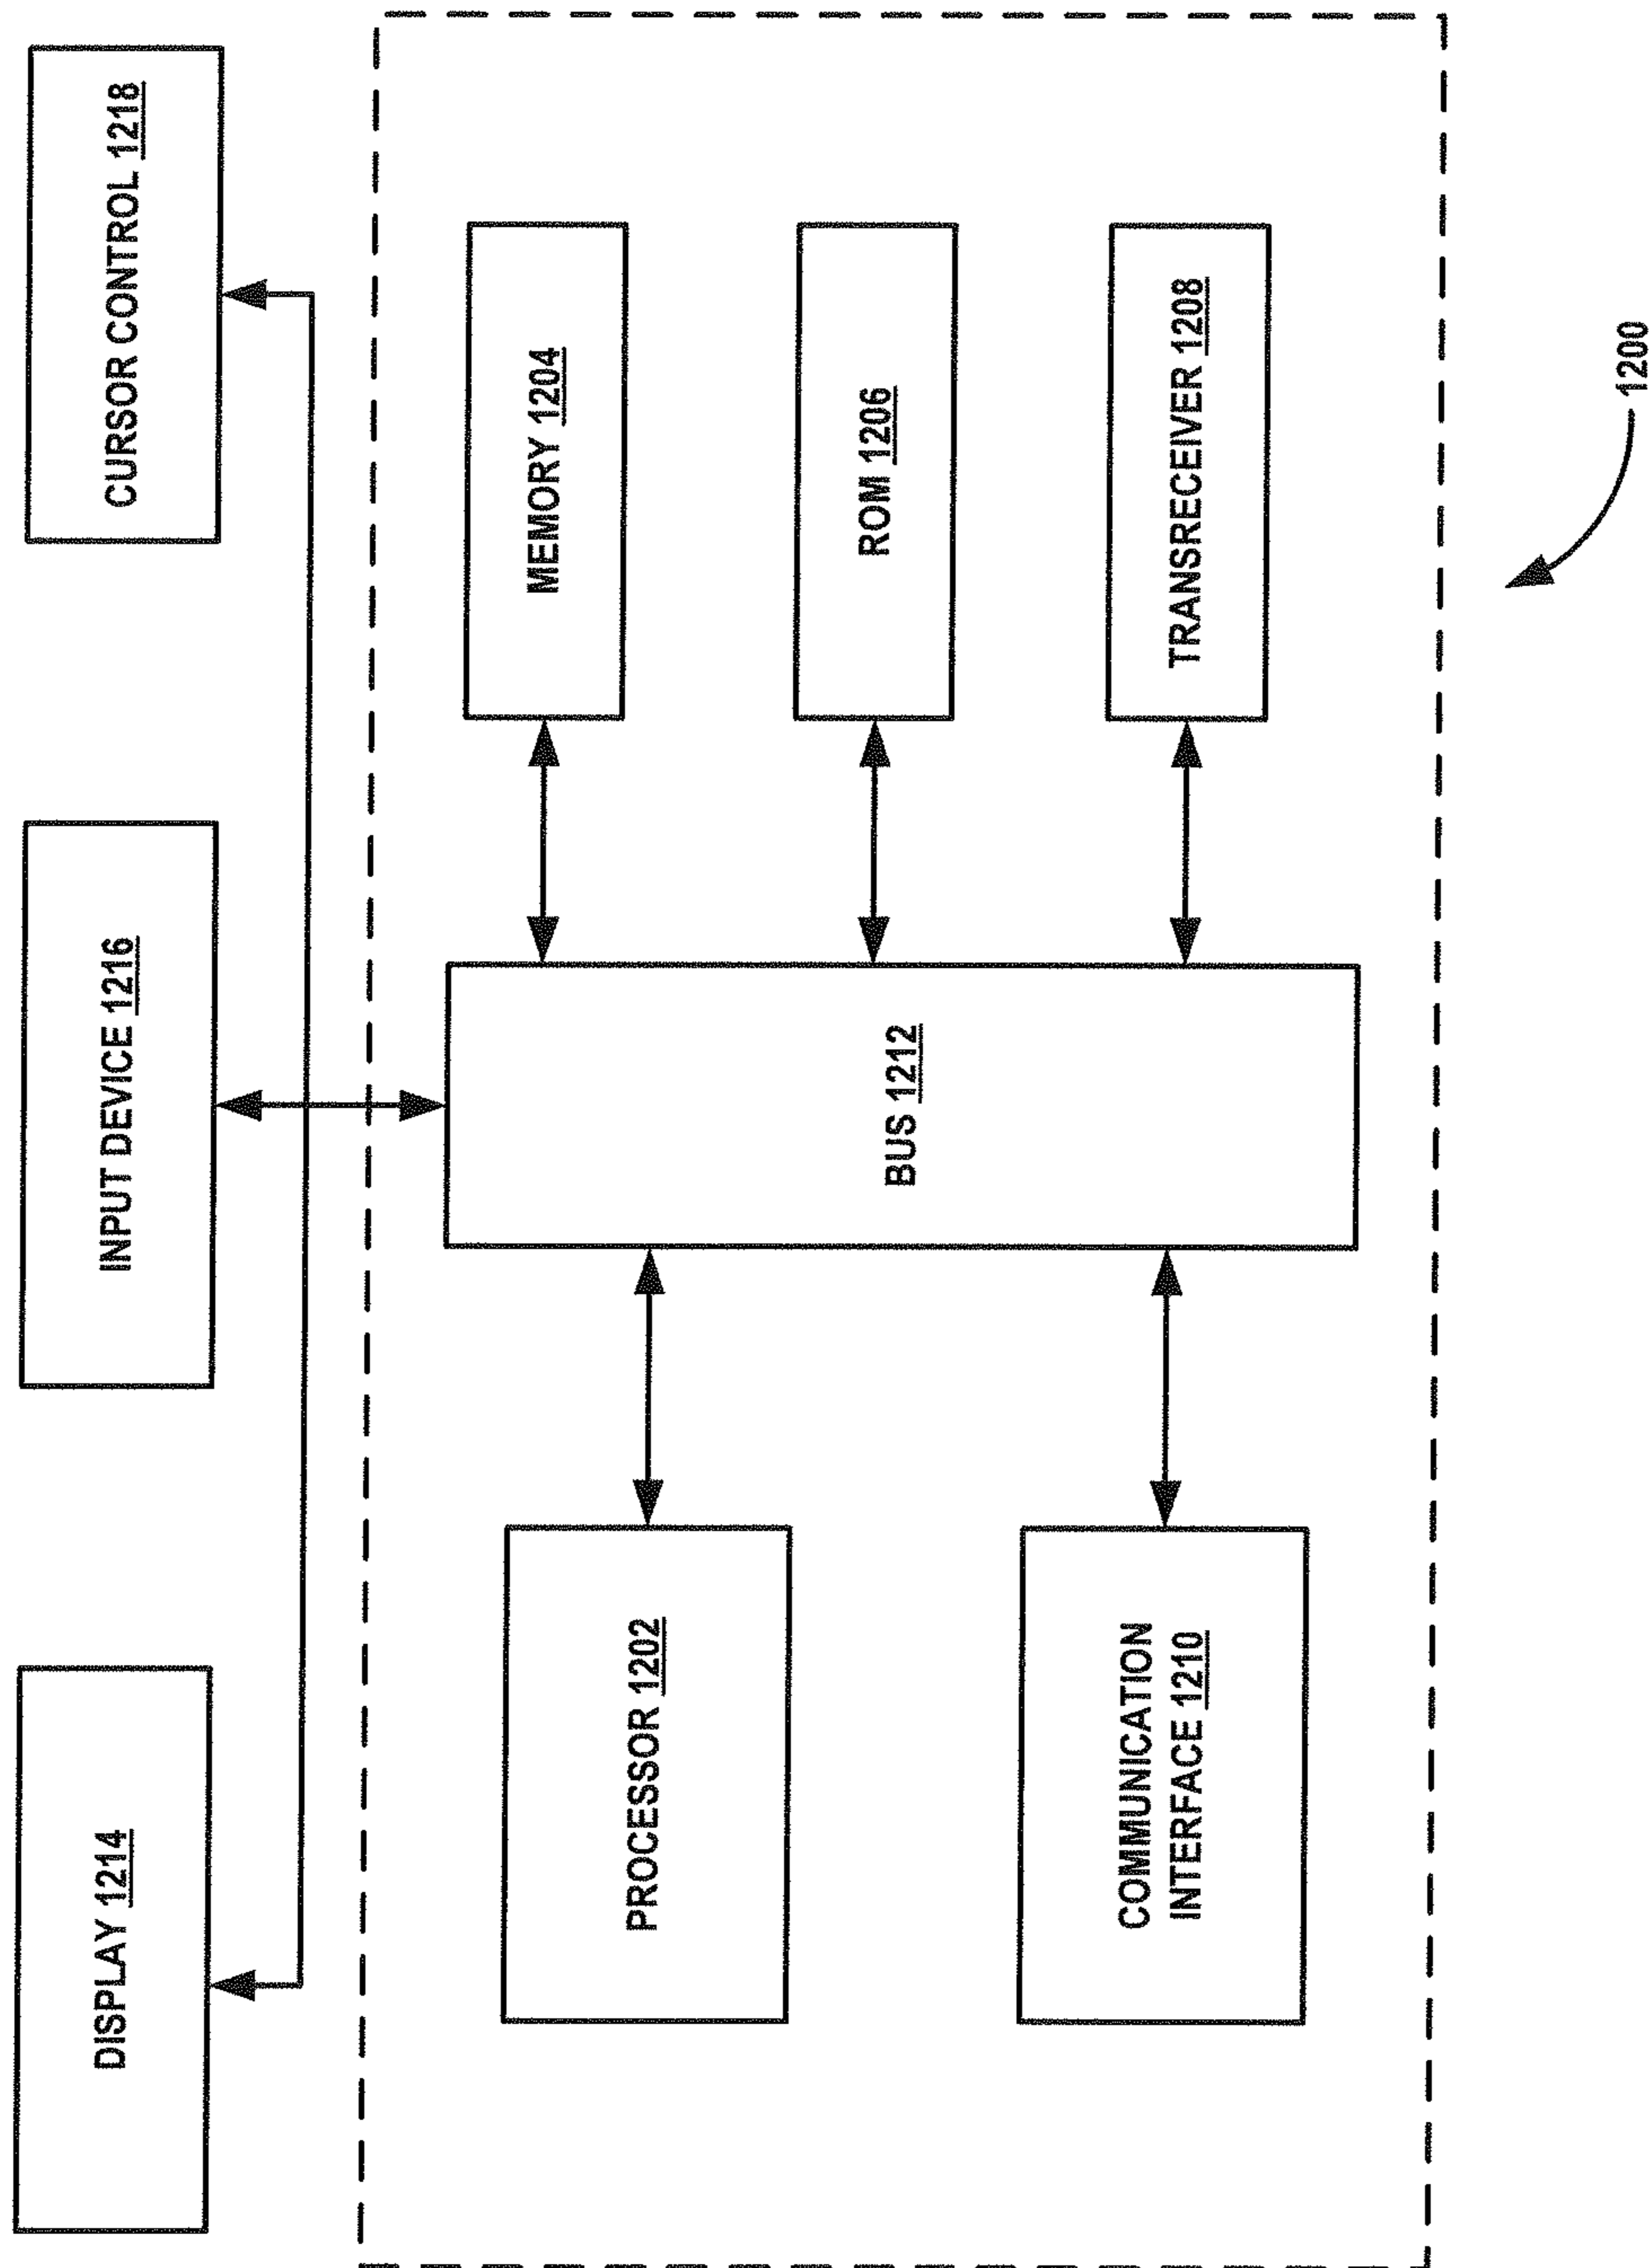 DISPLAY 1214
INPUT DEVICE 1216
CURSOR CONTROL 1218
PROCESSOR 1202
COMMUNICATION
INTERFACE 1210
BUS 1212
MEMORY 1204
ROM 1206
TRANSRECEIVER 1208
1200